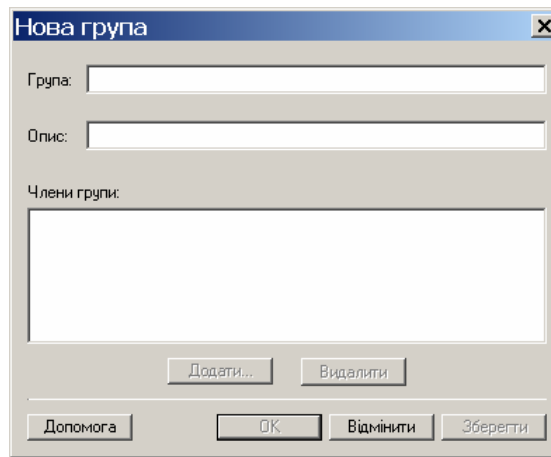 Нова група
Група:
Опис:
Члени групи:
Додати... Видалити
Допомога OK Відмінити Зберегти